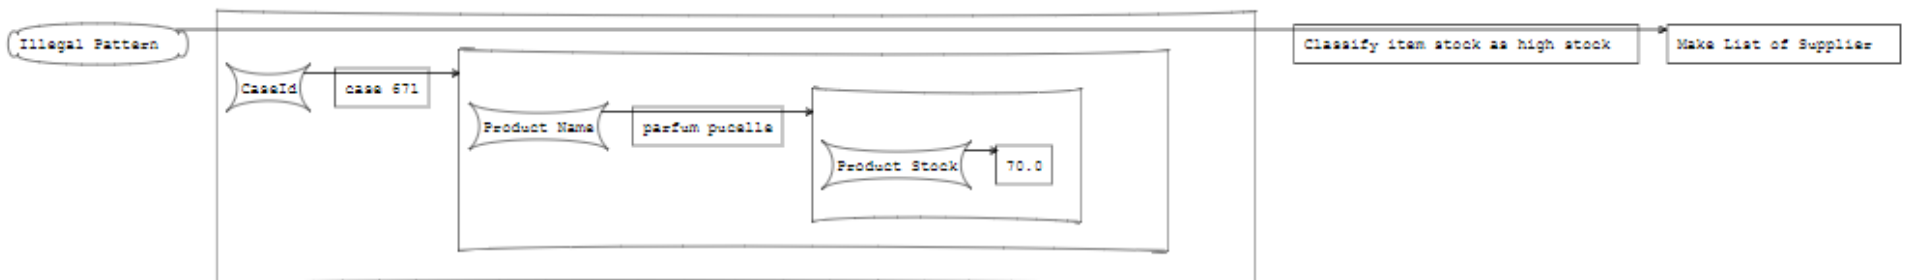 Illegal Pattern
Classify item stock as high stock
Make List of Supplier
CaseId
case 671
Product Name
parfum pucelle
Product Stock
70.0